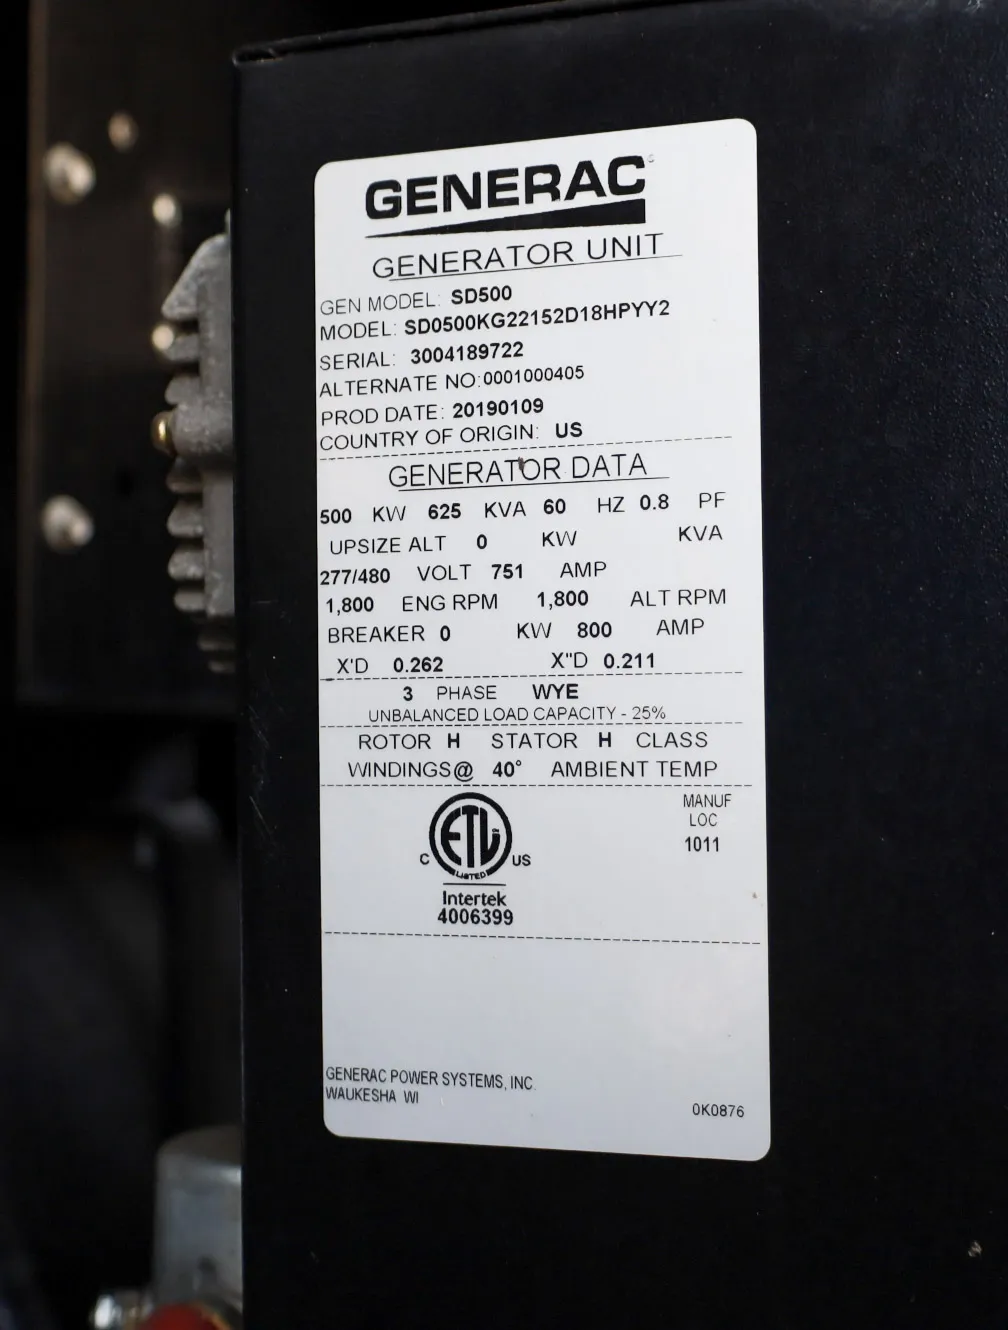 GENERAC
GENERATOR UNIT
GEN MODEL: SD500
MODEL: SD0500KG22152D18HPYY2
SERIAL: 3004189722
ALTERNATE NO:0001000405
PROD DATE: 20190109
COUNTRY OF ORIGIN: US
GENERATOR DATA
500 KW 625 KVA 60 HZ 0.8 PF
UPSIZE ALT 0 KW KVA
277/480 VOLT 751 AMP
1,800 ENG RPM 1,800 ALT RPM
BREAKER 0 KW 800 AMP
X'D 0.262 X"D 0.211
3 PHASE WYE
UNBALANCED LOAD CAPACITY - 25%
ROTOR H STATOR H CLASS
WINDINGS@ 40° AMBIENT TEMP
MANUF
LOC
1011
ETL
C US
LISTED
Intertek
4006399
GENERAC POWER SYSTEMS, INC.
WAUKESHA WI
0K0876